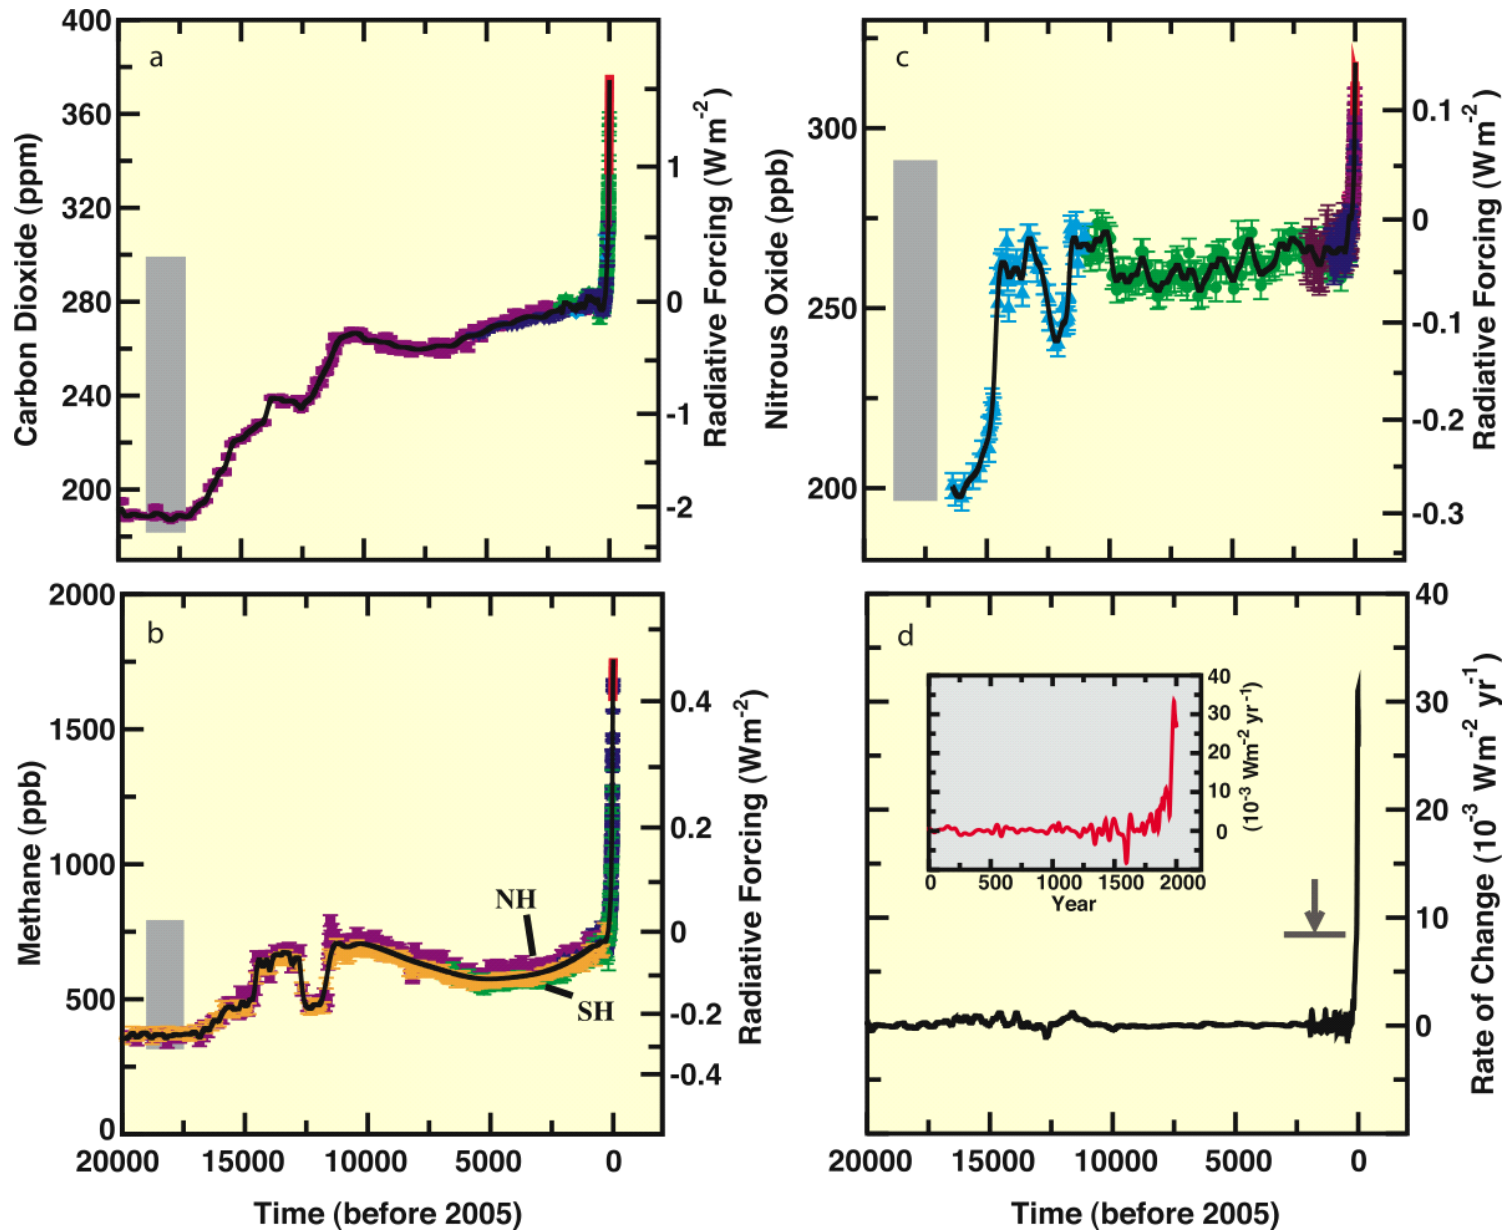 a
400
360
320
280
240
200
Carbon Dioxide (ppm)
1
0
-1
-2
Radiative Forcing (Wm-2)
c
300
250
200
Nitrous Oxide (ppb)
0.1
0
-0.1
-0.2
-0.3
Radiative Forcing (Wm-2)
b
2000
1500
1000
500
0
Methane (ppb)
NH
SH
0.4
0.2
0
-0.2
-0.4
Radiative Forcing (Wm-2)
20000 15000 10000 5000 0
Time (before 2005)
d
40
30
20
10
0
(10-3 Wm-2 yr-1)
0 500 1000 1500 2000
Year
40
30
20
10
0
Rate of Change (10-3 Wm-2 yr-1)
20000 15000 10000 5000 0
Time (before 2005)